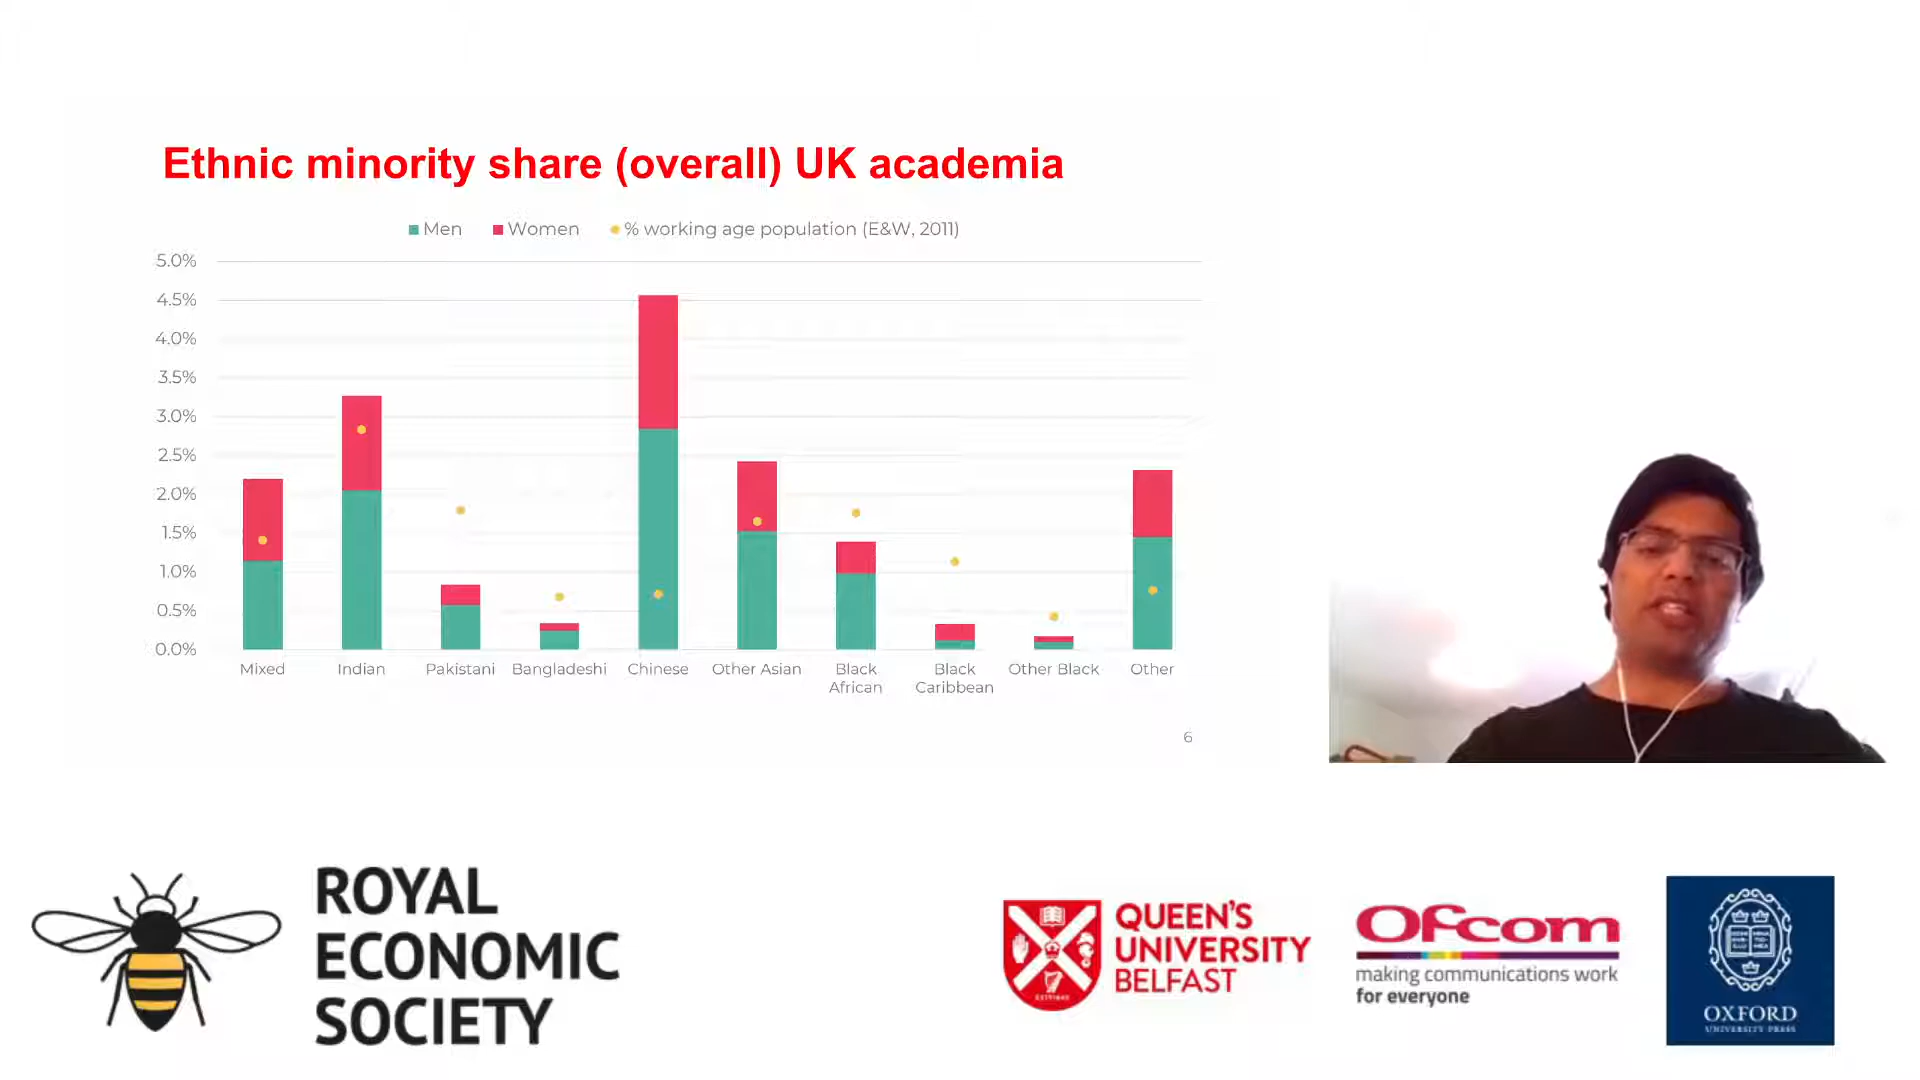 Ethnic minority share (overall) UK academia
Men Women % working age population (E&W, 2011)
5.0%
4.5%
4.0%
3.5%
3.0%
2.5%
2.0%
1.5%
1.0%
0.5%
0.0%
Mixed Indian Pakistani Bangladeshi Chinese Other Asian Black African Black Caribbean Other Black Other
6
ROYAL
ECONOMIC
SOCIETY
QUEEN'S
UNIVERSITY
BELFAST
Ofcom
making communications work
for everyone
OXFORD
UNIVERSITY PRESS